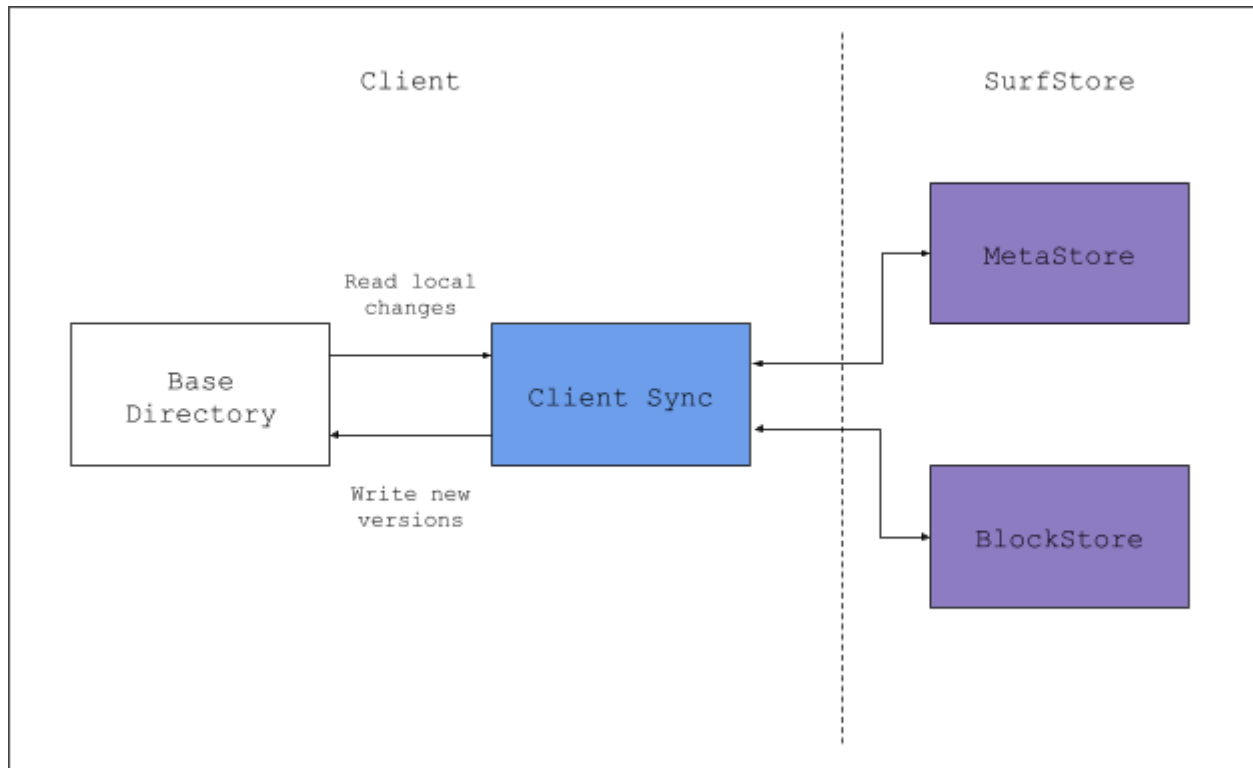 Client
SurfStore
MetaStore
Read local
changes
Base
Directory
Client Sync
Write new
versions
BlockStore